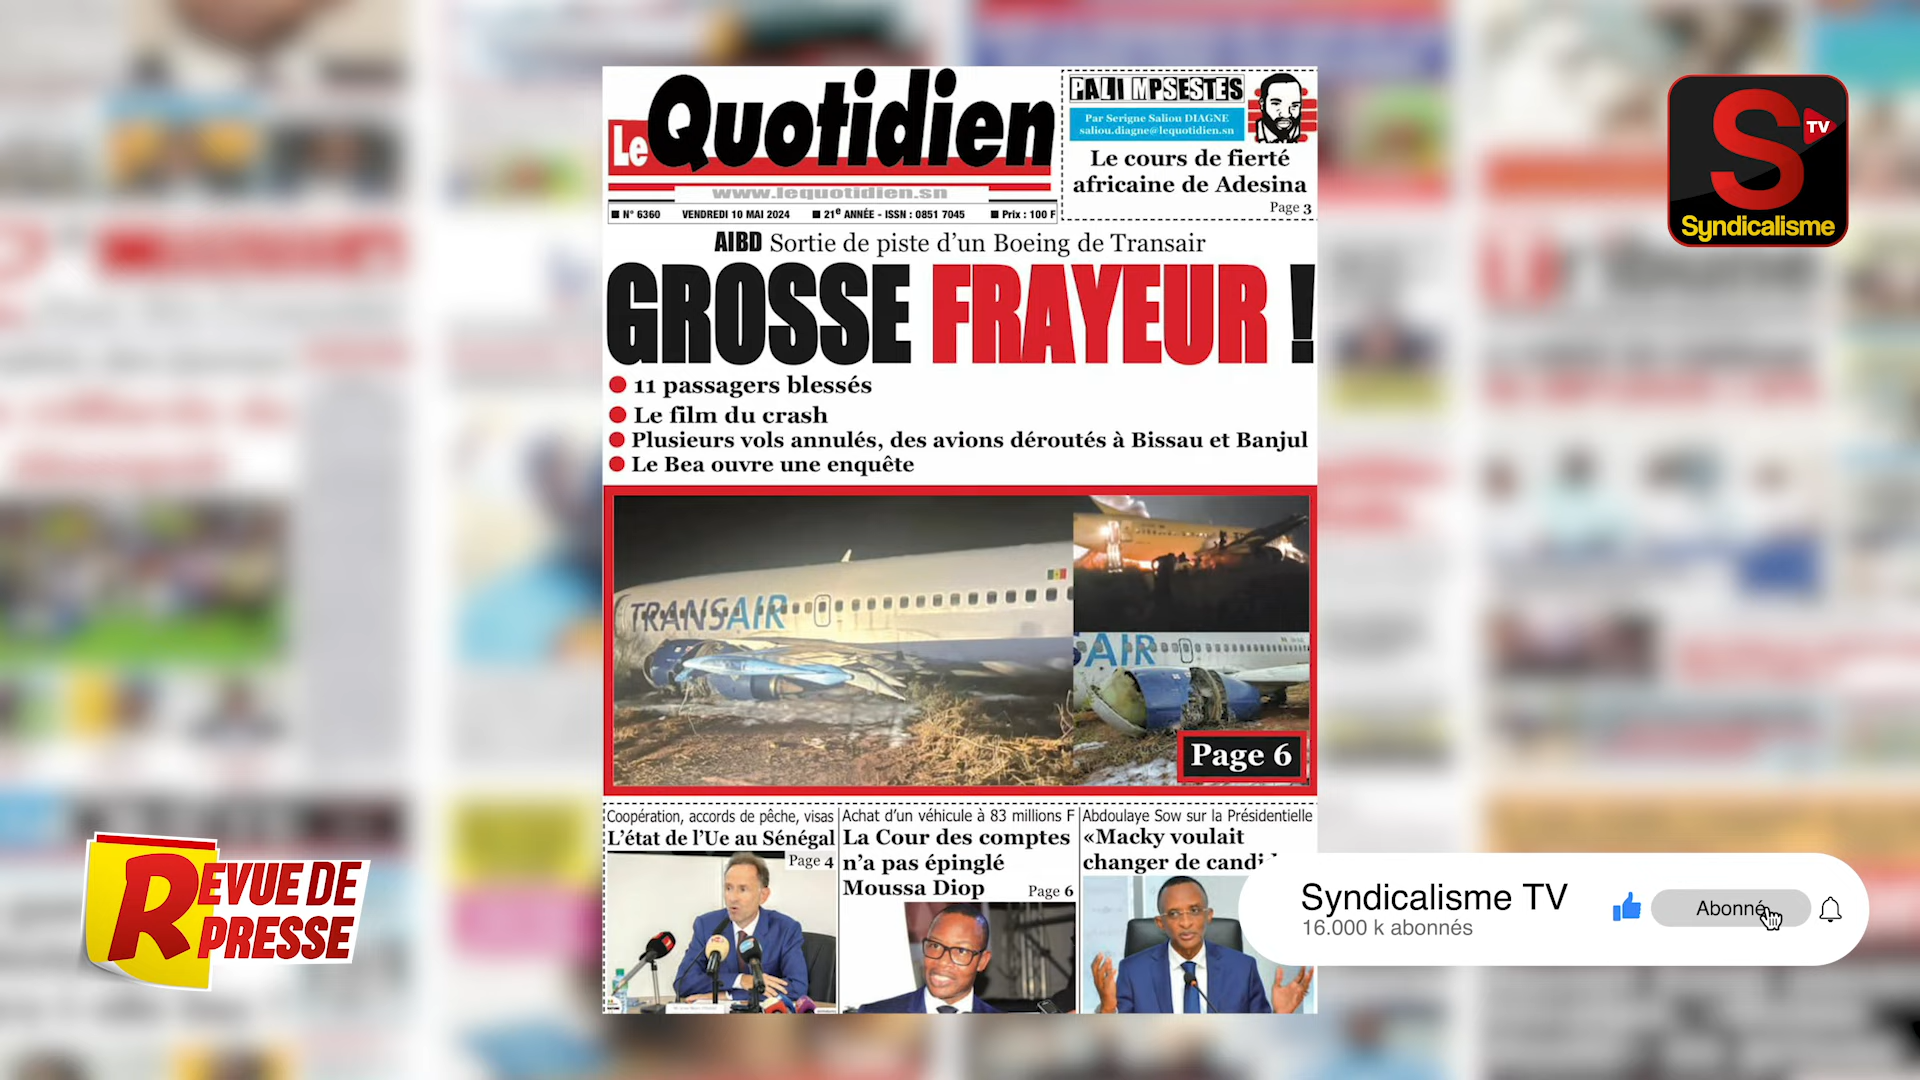 Le Quotidien
www.lequotidien.sn
N° 6360 VENDREDI 10 MAI 2024 21e ANNÉE - ISSN : 0851 7045 Prix : 100 F
PALIMPSESTES
Par Serigne Saliou DIAGNE
saliou.diagne@lequotidien.sn
Le cours de fierté
africaine de Adesina
Page 3
AIBD Sortie de piste d'un Boeing de Transair
GROSSE FRAYEUR !
11 passagers blessés
Le film du crash
Plusieurs vols annulés, des avions déroutés à Bissau et Banjul
Le Bea ouvre une enquête
TRANSAIR
AIR
Page 6
Coopération, accords de pêche, visas
L'état de l'Ue au Sénégal
Page 4
Achat d'un véhicule à 83 millions F
La Cour des comptes
n'a pas épinglé
Moussa Diop Page 6
Abdoulaye Sow sur la Présidentielle
«Macky voulait
changer de
S TV
Syndicalisme
REVUE DE
PRESSE
Syndicalisme TV
16.000 k abonnés
Abonné